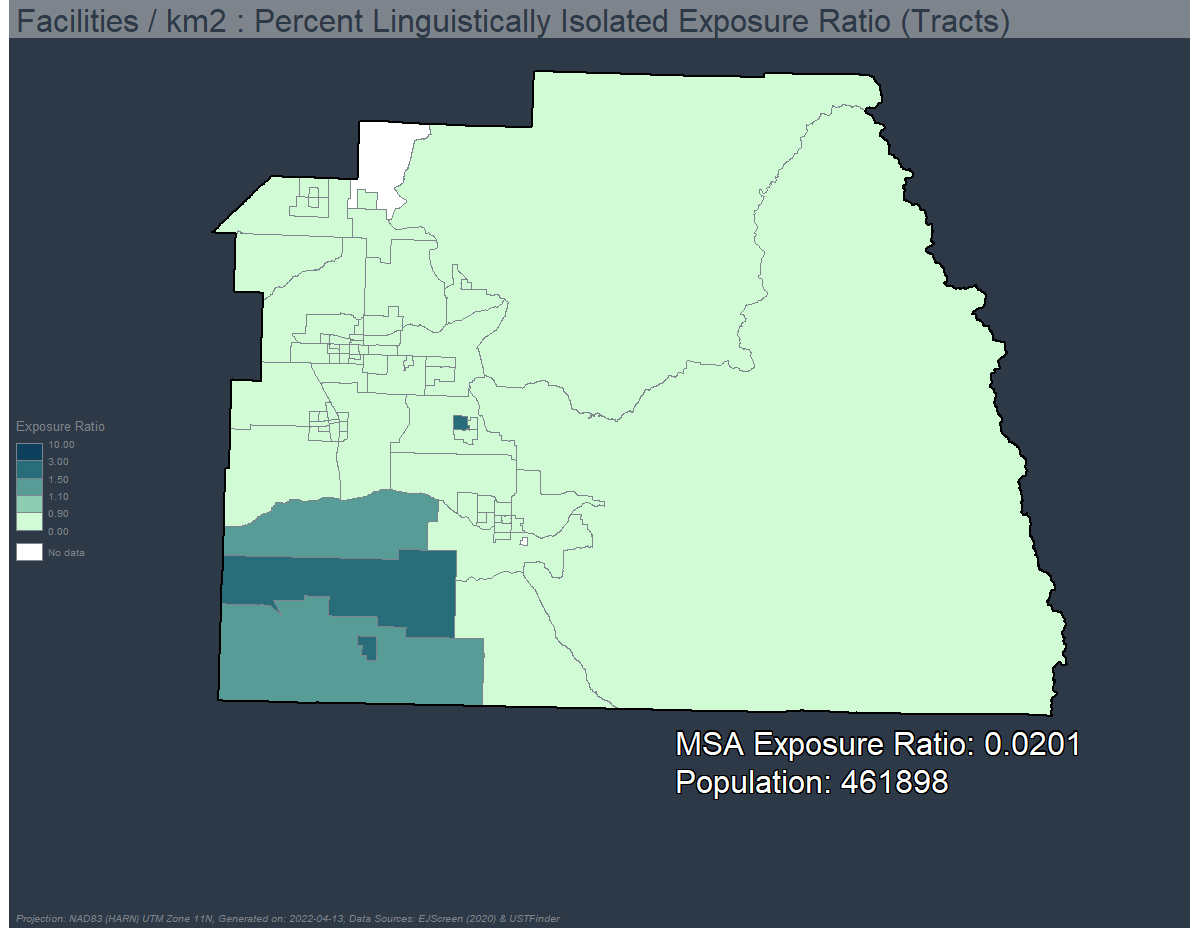 Facilities / km2 : Percent Linguistically Isolated Exposure Ratio (Tracts)
Exposure Ratio
10.00
3.00
1.50
1.10
0.90
0.00
No data
MSA Exposure Ratio: 0.0201
Population: 461898
Projection: NAD83 (HARN) UTM Zone 11N, Generated on: 2022-04-13, Data Sources: EJScreen (2020) & USTFinder